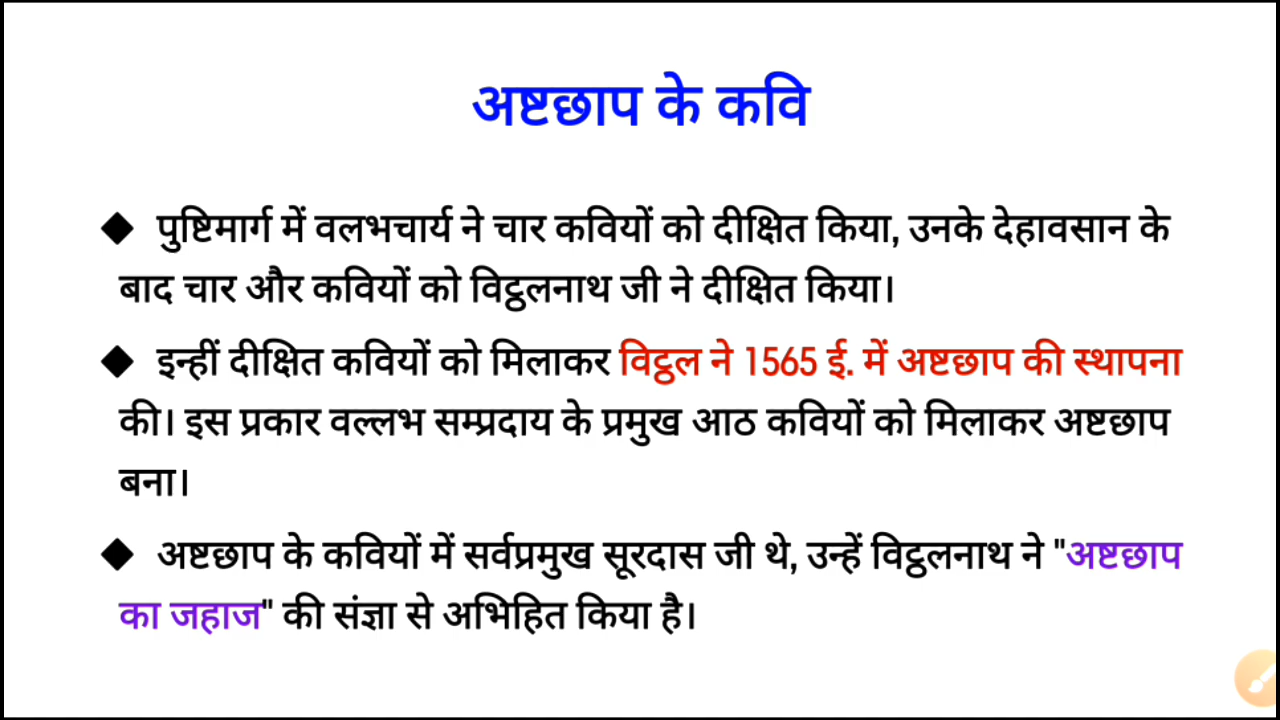 अष्टछाप के कवि
◆ पुष्टिमार्ग में वलभचार्य ने चार कवियों को दीक्षित किया, उनके देहावसान के
बाद चार और कवियों को विट्ठलनाथ जी ने दीक्षित किया।
◆ इन्हीं दीक्षित कवियों को मिलाकर विट्ठल ने 1565 ई. में अष्टछाप की स्थापना
की। इस प्रकार वल्लभ सम्प्रदाय के प्रमुख आठ कवियों को मिलाकर अष्टछाप
बना।
◆ अष्टछाप के कवियों में सर्वप्रमुख सूरदास जी थे, उन्हें विट्ठलनाथ ने "अष्टछाप
का जहाज" की संज्ञा से अभिहित किया है।